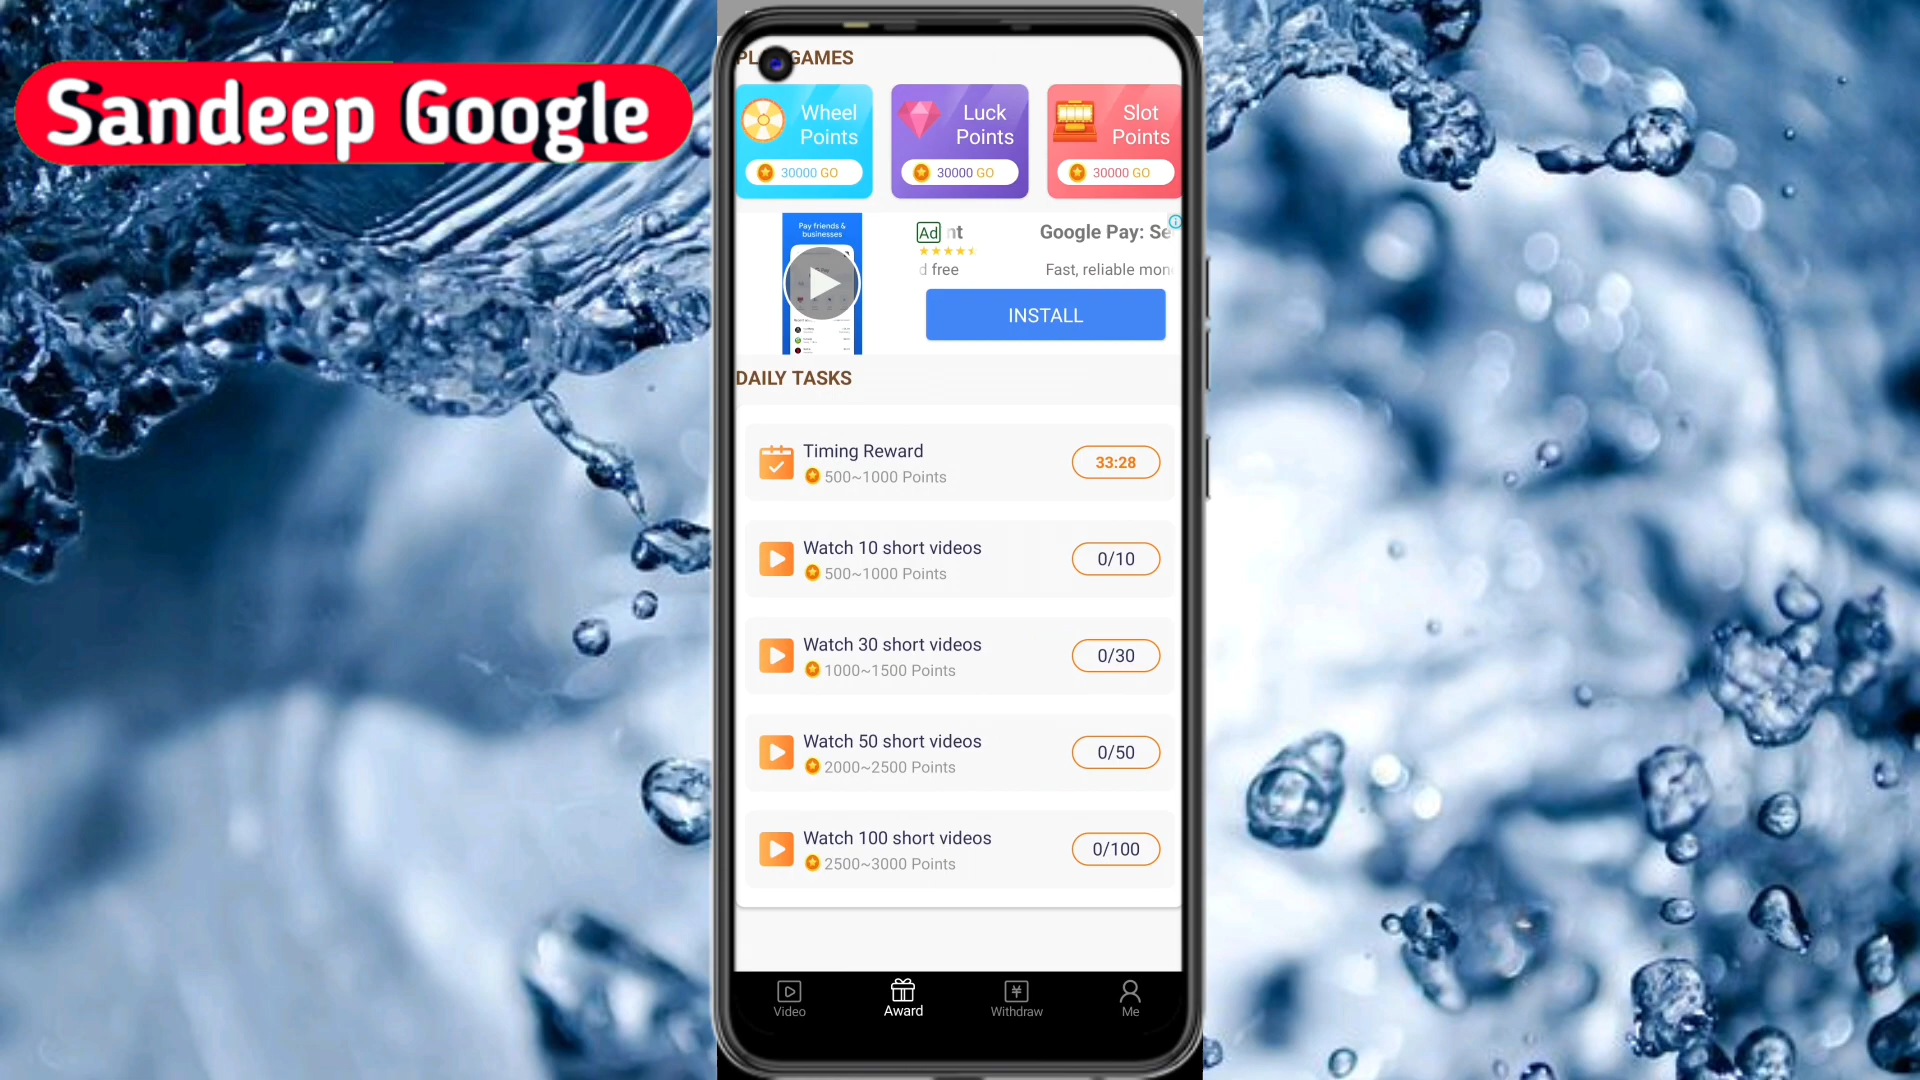 Sandeep Google
GAMES
Wheel
Points
30000 GO
Luck
Points
30000 GO
Slot
Points
30000 GO
Pay friends &
businesses
Ad nt
Google Pay: Se
d free
Fast, reliable mon
INSTALL
DAILY TASKS
Timing Reward
500~1000 Points
33:28
Watch 10 short videos
500~1000 Points
0/10
Watch 30 short videos
1000~1500 Points
0/30
Watch 50 short videos
2000~2500 Points
0/50
Watch 100 short videos
2500~3000 Points
0/100
Video
Award
Withdraw
Me